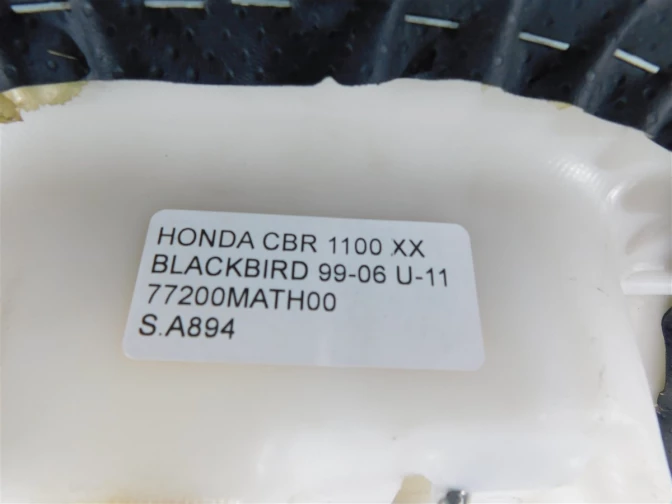 HONDA CBR 1100 XX
BLACKBIRD 99-06 U-11
77200MATH00
S.A894